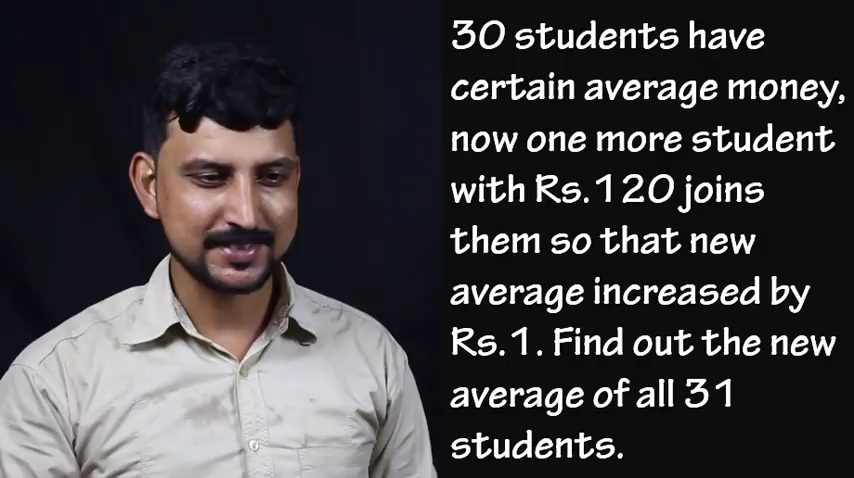 30 students have
certain average money,
now one more student
with Rs.120 joins
them so that new
average increased by
Rs.1. Find out the new
average of all 31
students.